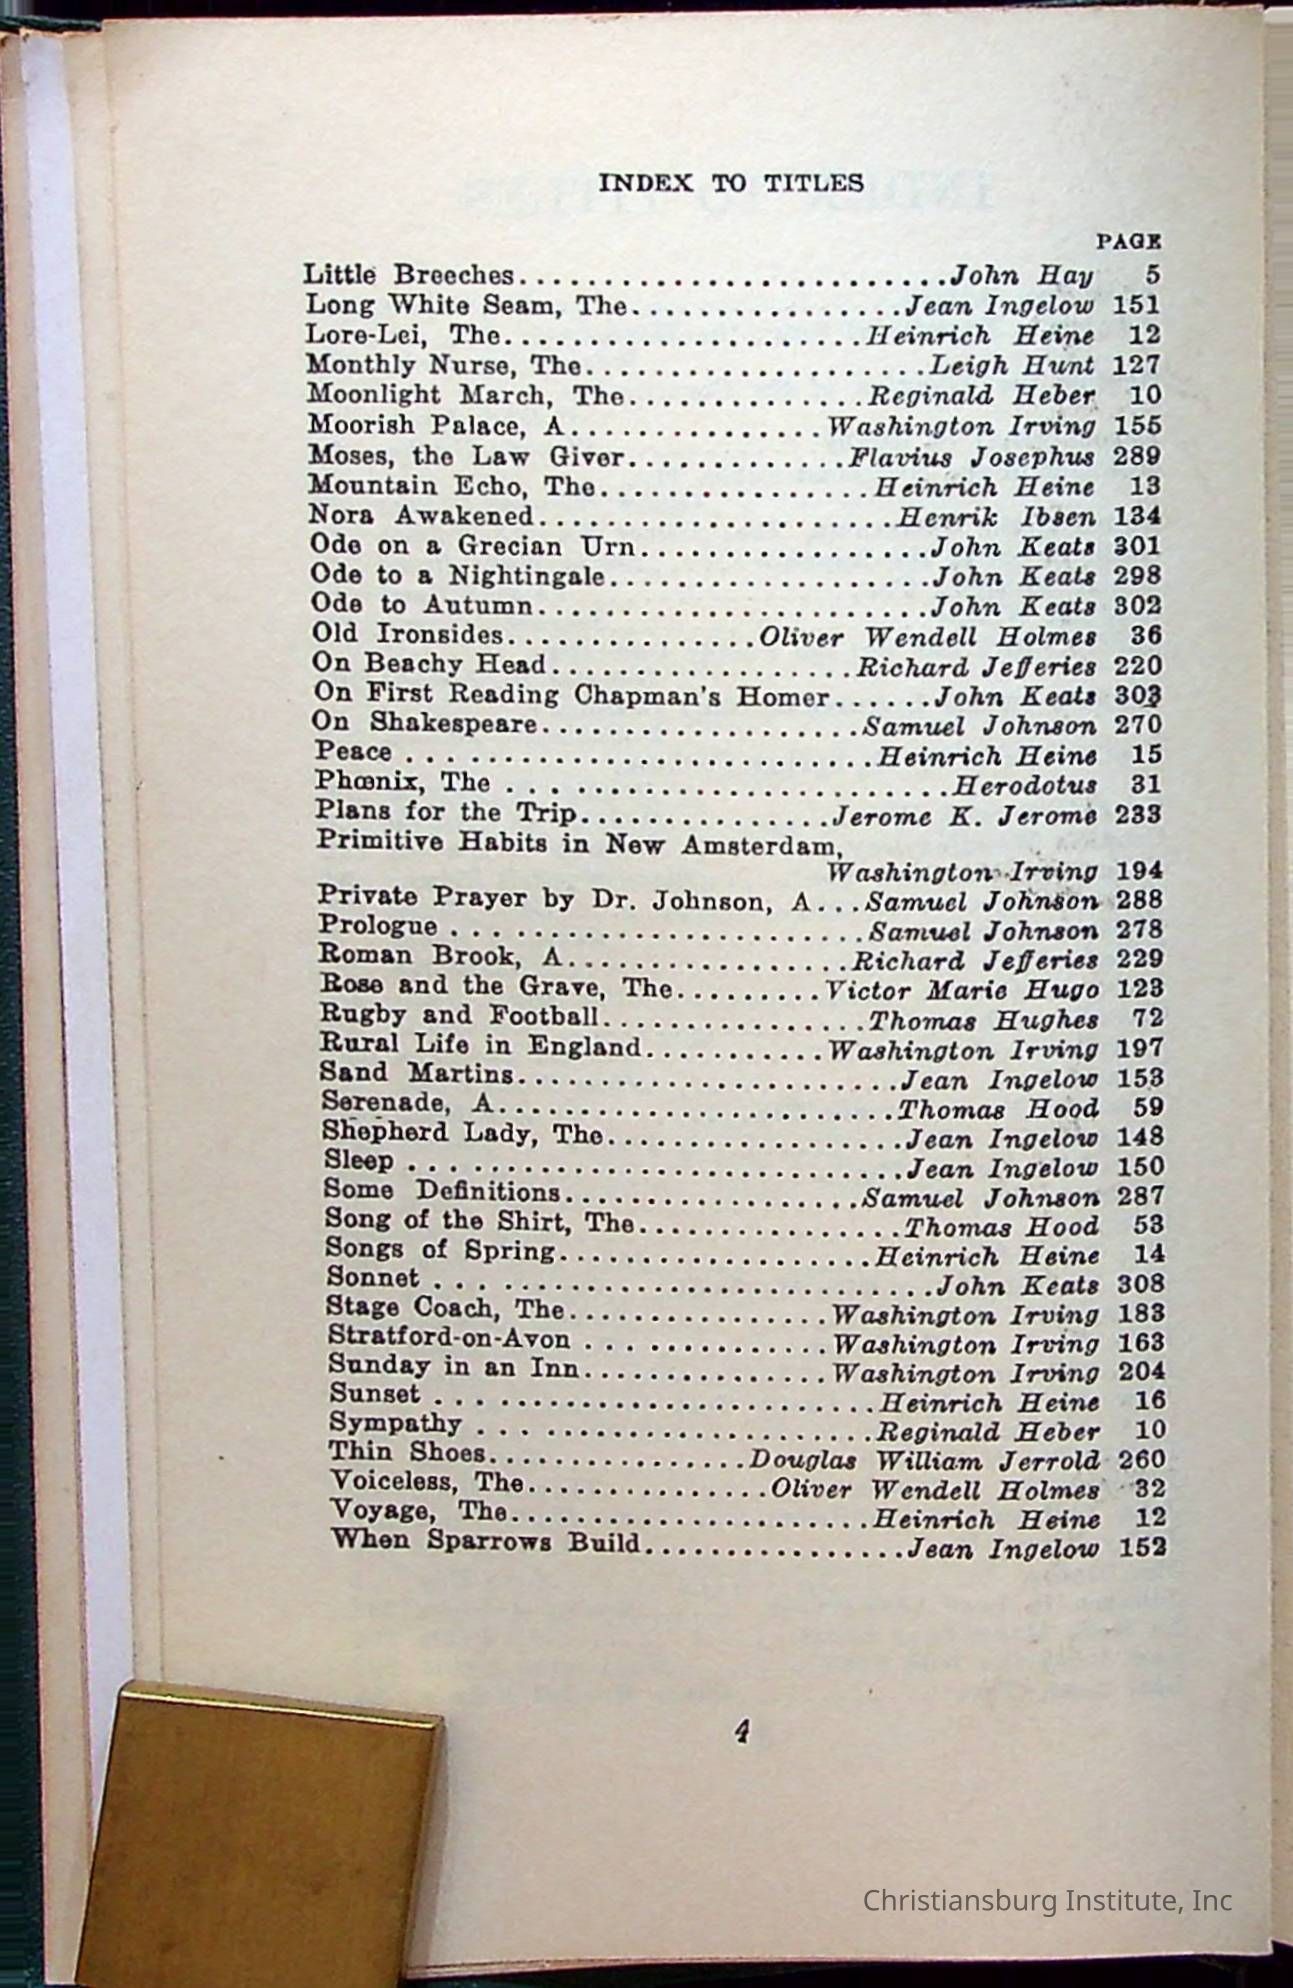 INDEX TO TITLES
PAGE
Little Breeches.........................John Hay 5
Long White Seam, The................Jean Ingelow 151
Lore-Lei, The.....................Heinrich Heine 12
Monthly Nurse, The....................Leigh Hunt 127
Moonlight March, The..............Reginald Heber 10
Moorish Palace, A...............Washington Irving 155
Moses, the Law Giver.............Flavius Josephus 289
Mountain Echo, The................Heinrich Heine 13
Nora Awakened.....................Henrik Ibsen 134
Ode on a Grecian Urn.................John Keats 301
Ode to a Nightingale...................John Keats 298
Ode to Autumn.......................John Keats 302
Old Ironsides...............Oliver Wendell Holmes 36
On Beachy Head..................Richard Jefferies 220
On First Reading Chapman's Homer......John Keats 303
On Shakespeare...................Samuel Johnson 270
Peace ...........................Heinrich Heine 15
Phœnix, The .........................Herodotus 31
Plans for the Trip...............Jerome K. Jerome 233
Primitive Habits in New Amsterdam,
Washington Irving 194
Private Prayer by Dr. Johnson, A...Samuel Johnson 288
Prologue ........................Samuel Johnson 278
Roman Brook, A.................Richard Jefferies 229
Rose and the Grave, The.........Victor Marie Hugo 123
Rugby and Football................Thomas Hughes 72
Rural Life in England...........Washington Irving 197
Sand Martins.......................Jean Ingelow 153
Serenade, A........................Thomas Hood 59
Shepherd Lady, The..................Jean Ingelow 148
Sleep .............................Jean Ingelow 150
Some Definitions..................Samuel Johnson 287
Song of the Shirt, The................Thomas Hood 53
Songs of Spring...................Heinrich Heine 14
Sonnet .............................John Keats 308
Stage Coach, The................Washington Irving 183
Stratford-on-Avon ..............Washington Irving 163
Sunday in an Inn...............Washington Irving 204
Sunset ..........................Heinrich Heine 16
Sympathy .......................Reginald Heber 10
Thin Shoes................Douglas William Jerrold 260
Voiceless, The...............Oliver Wendell Holmes 32
Voyage, The......................Heinrich Heine 12
When Sparrows Build................Jean Ingelow 152
4
Christiansburg Institute, Inc